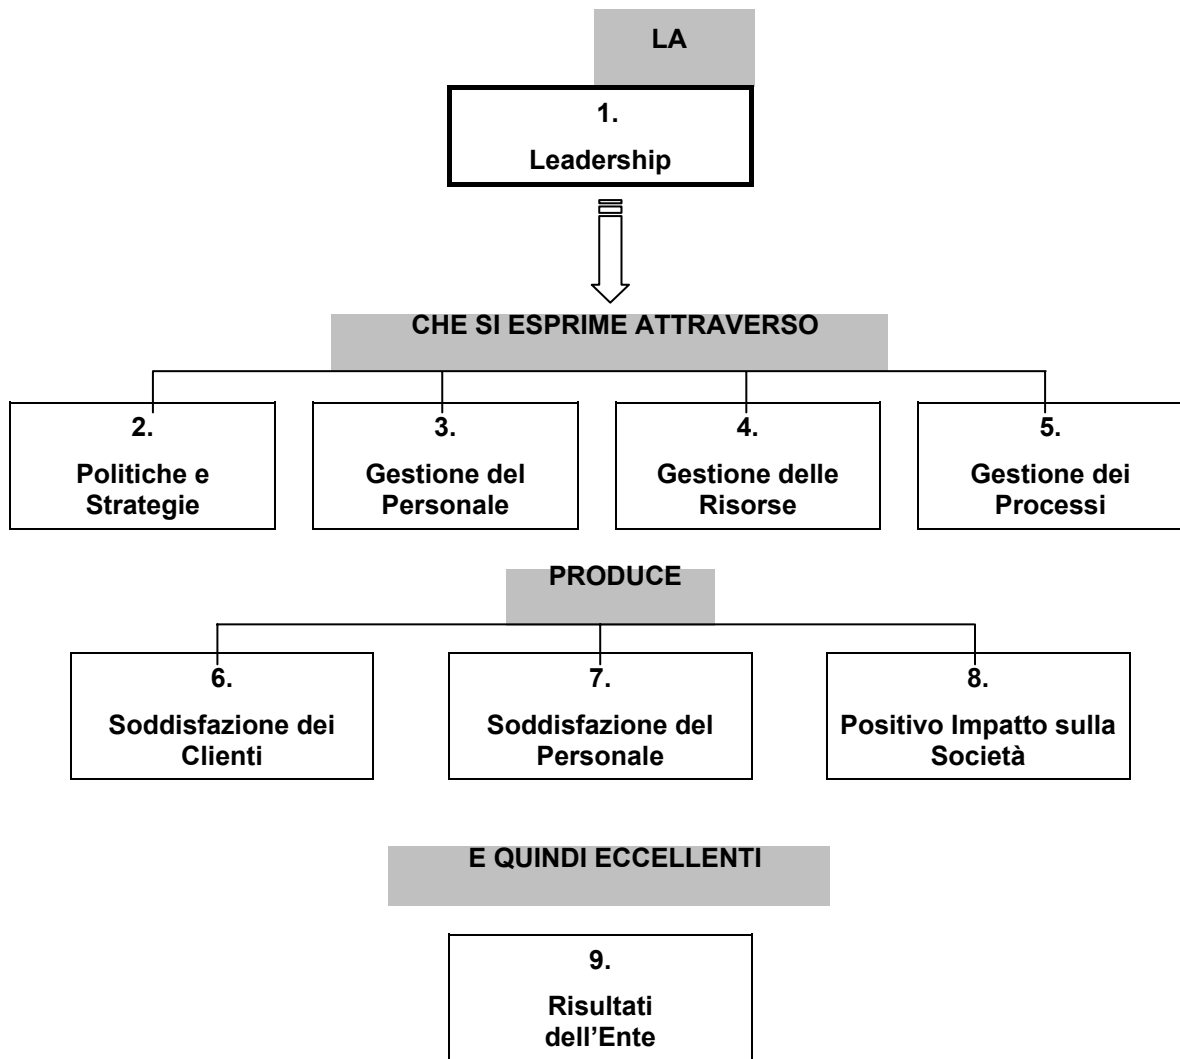 LA
1.
Leadership
CHE SI ESPRIME ATTRAVERSO
2.
Politiche e
Strategie
3.
Gestione del
Personale
4.
Gestione delle
Risorse
5.
Gestione dei
Processi
PRODUCE
6.
Soddisfazione dei
Clienti
7.
Soddisfazione del
Personale
8.
Positivo Impatto sulla
Società
E QUINDI ECCELLENTI
9.
Risultati
dell’Ente